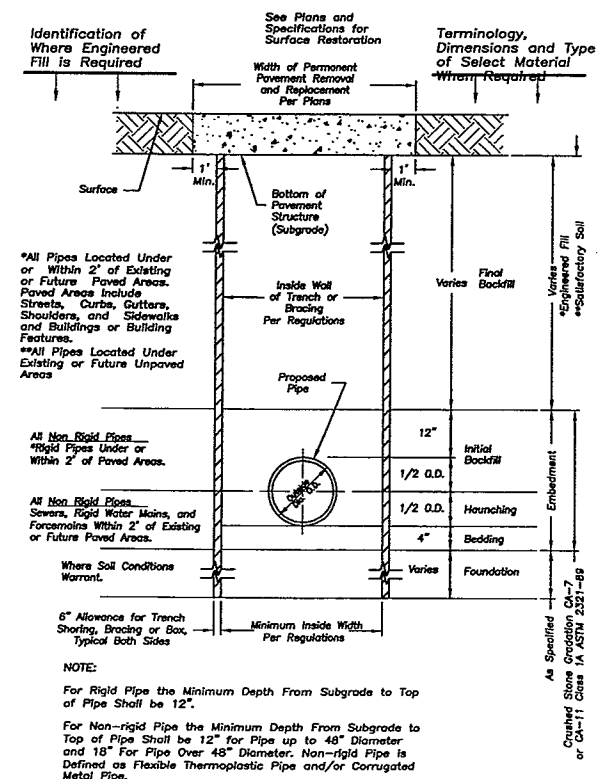 Identification of
Where Engineered
Fill is Required
See Plans and
Specifications for
Surface Restoration
Terminology,
Dimensions and Type
of Select Material
When Required
Width of Permanent
Pavement Removal
and Replacement
Per Plans
Surface
1'
Min.
Bottom of
Pavement
Structure
(Subgrade)
1'
Min.
*All Pipes Located Under
or Within 2' of Existing
or Future Paved Areas.
Paved Areas Include
Streets, Curbs, Gutters,
Shoulders, and Sidewalks
and Buildings or Building
Features.
**All Pipes Located Under
Existing or Future Unpaved
Areas
Inside Wall
of Trench or
Bracing
Per Regulations
Varies
Final
Backfill
Varies
*Engineered Fill
**Satisfactory Soil
Proposed
Pipe
All Non Rigid Pipes
*Rigid Pipes Under or
Within 2' of Paved Areas.
12"
Initial
Backfill
1/2 O.D.
Outside
Dia. O.D.
All Non Rigid Pipes
Sewers, Rigid Water Mains, and
Forcemains Within 2' of Existing
or Future Paved Areas.
1/2 O.D.
Haunching
4"
Bedding
Embedment
Where Soil Conditions
Warrant.
Varies
Foundation
6" Allowance for Trench
Shoring, Bracing or Box,
Typical Both Sides
Minimum Inside Width
Per Regulations
As Specified
Crushed Stone Gradation CA-7
or CA-11 Class 1A ASTM 2321-89
NOTE:
For Rigid Pipe the Minimum Depth From Subgrade to Top
of Pipe Shall be 12".
For Non-rigid Pipe the Minimum Depth From Subgrade to
Top of Pipe Shall be 12" for Pipe up to 48" Diameter
and 18" For Pipe Over 48" Diameter. Non-rigid Pipe is
Defined as Flexible Thermoplastic Pipe and/or Corrugated
Metal Pipe.